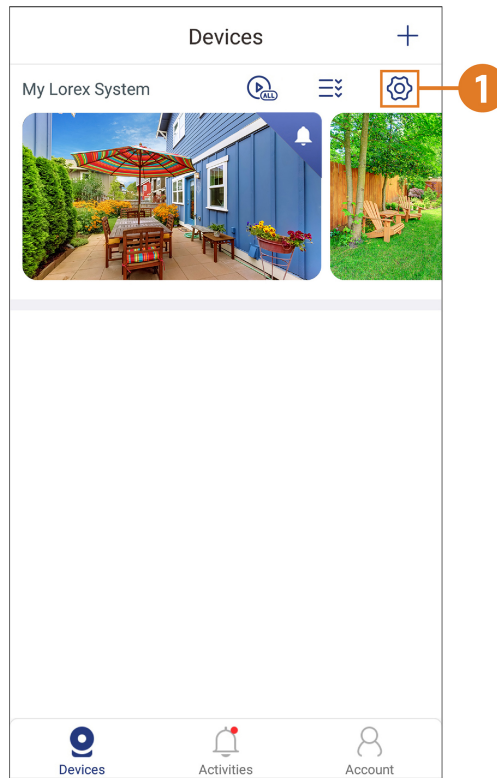 Devices
My Lorex System
ALL
1
Devices
Activities
Account